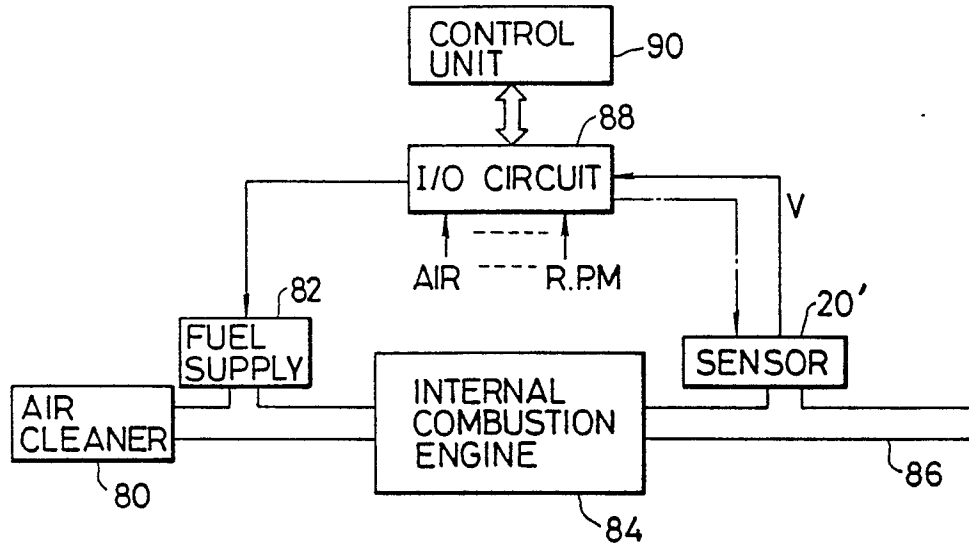 CONTROL
UNIT
90
88
I/O CIRCUIT
V
AIR
R.P.M
82
20'
FUEL
SUPPLY
SENSOR
AIR
CLEANER
INTERNAL
COMBUSTION
ENGINE
80
84
86